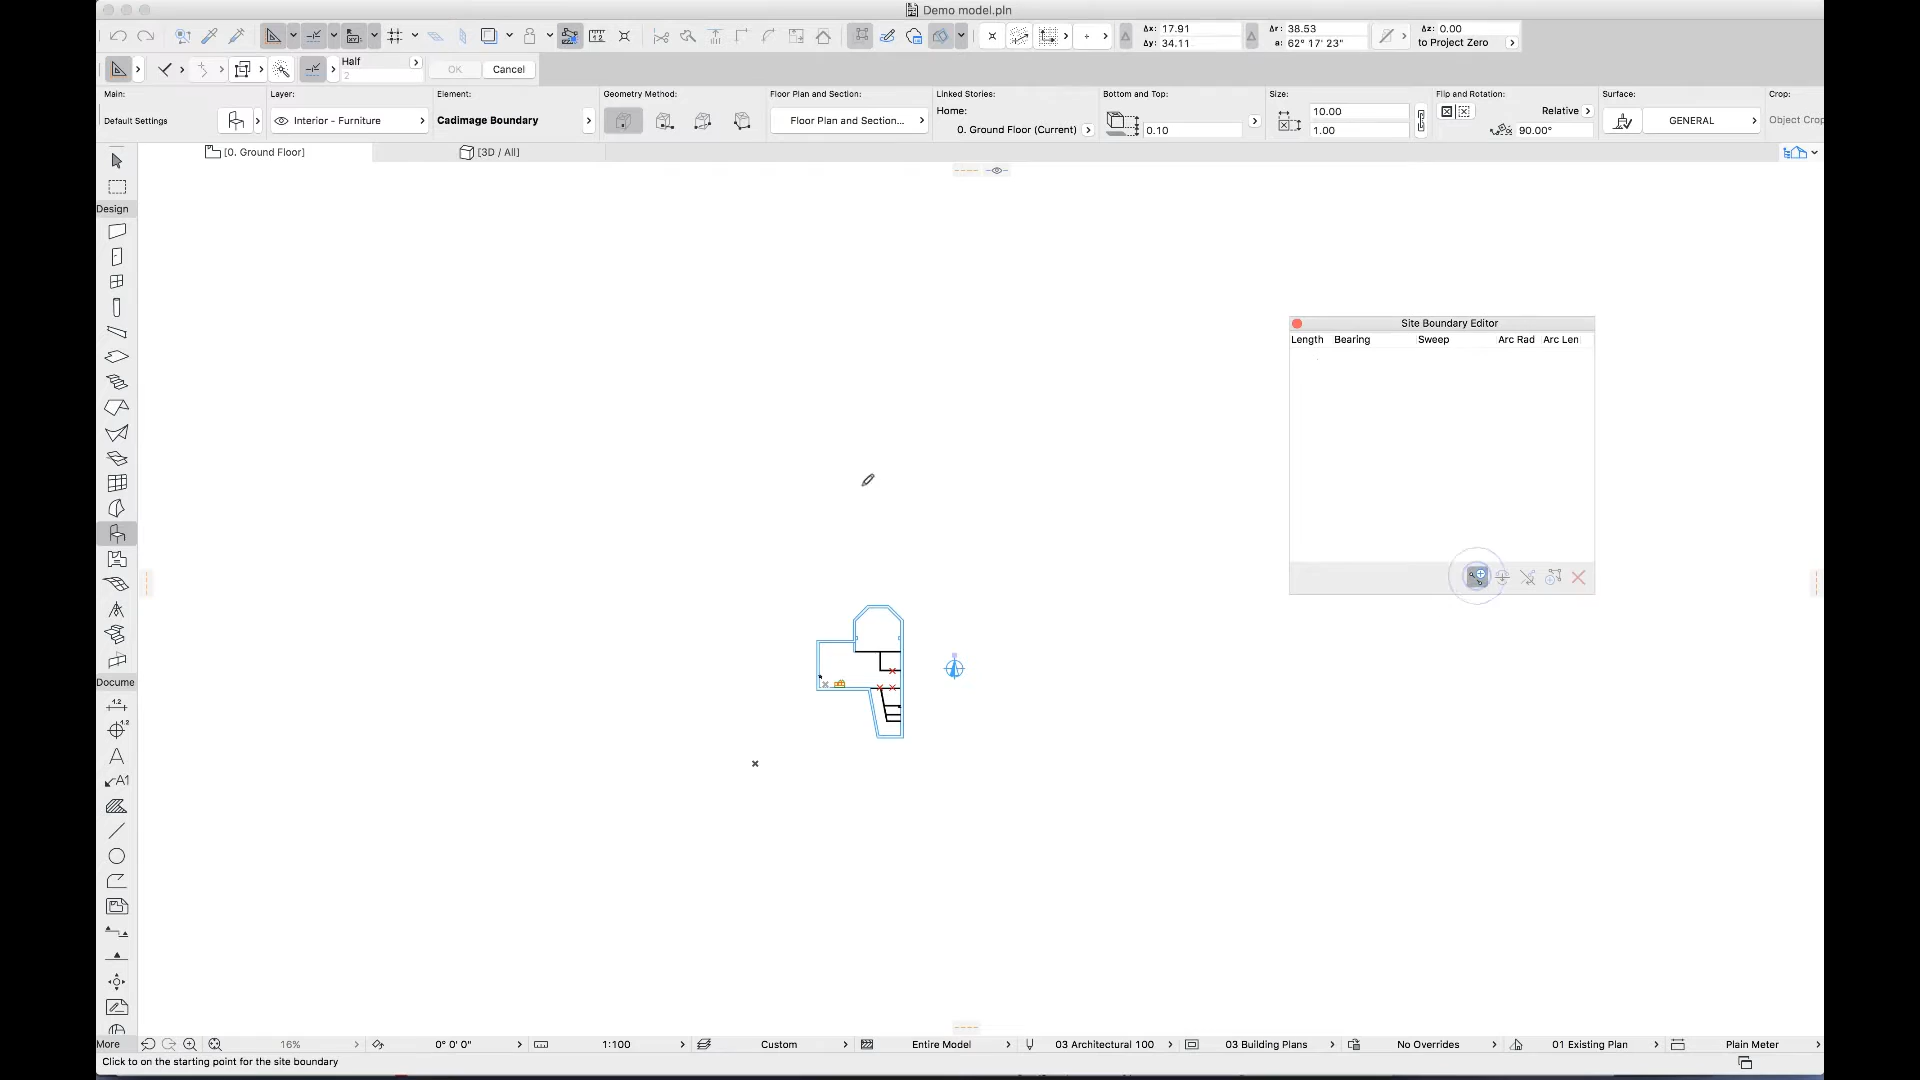 Demo model.pln
Δx: 17.91
Δy: 34.11
Δr: 38.53
a: 62° 17' 23"
Δz: 0.00
to Project Zero
Half
2
OK
Cancel
Main:
Layer:
Element:
Geometry Method:
Floor Plan and Section:
Linked Stories:
Bottom and Top:
Size:
Flip and Rotation:
Surface:
Crop:
Default Settings
Interior - Furniture
Cadimage Boundary
Floor Plan and Section...
Home:
0. Ground Floor (Current)
0.10
10.00
1.00
Relative
90.00°
GENERAL
Object Crop
[0. Ground Floor]
[3D / All]
Design
Site Boundary Editor
Length Bearing Sweep Arc Rad Arc Len
Docume
1.2
1.2
A
A1
More
16%
0° 0' 0"
1:100
Custom
Entire Model
03 Architectural 100
03 Building Plans
No Overrides
01 Existing Plan
Plain Meter
Click to on the starting point for the site boundary